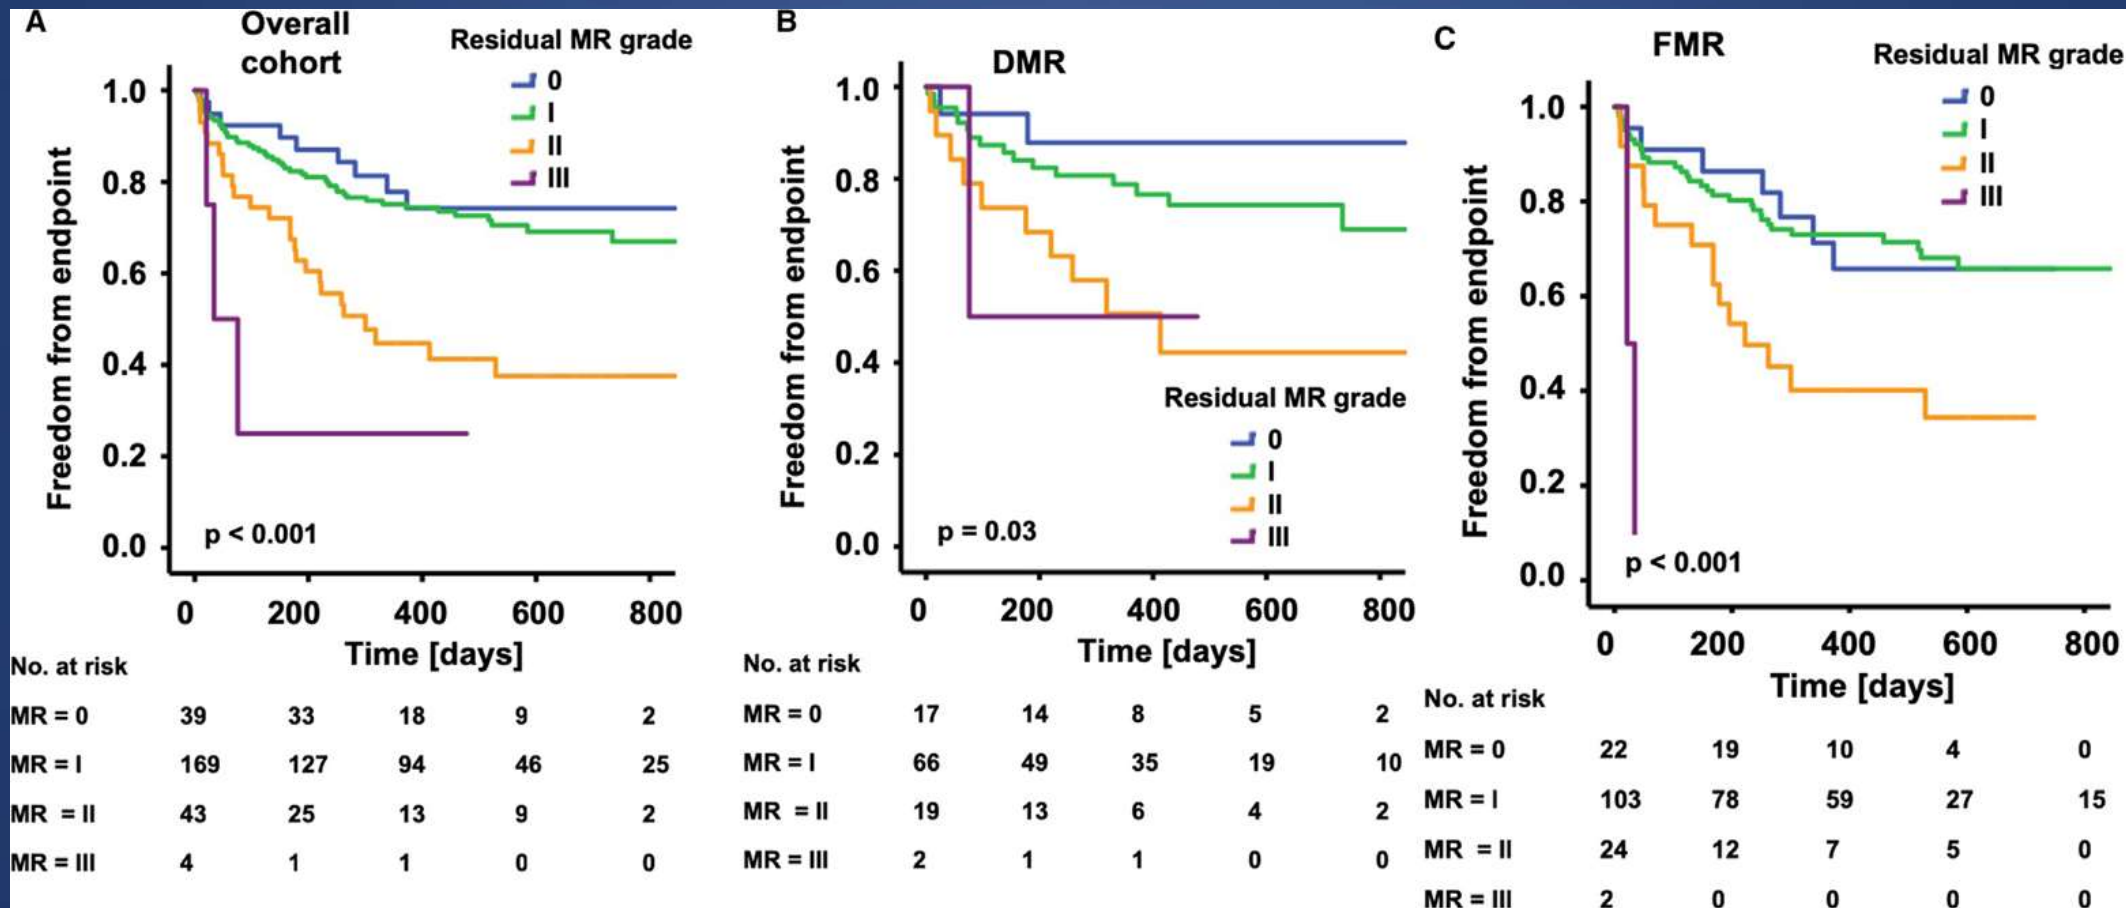 A
Overall
cohort
Residual MR grade
0
I
II
III
1.0
0.8
0.6
0.4
0.2
0.0
Freedom from endpoint
p < 0.001
0 200 400 600 800
Time [days]
No. at risk
MR = 0 39 33 18 9 2
MR = I 169 127 94 46 25
MR = II 43 25 13 9 2
MR = III 4 1 1 0 0
B
DMR
1.0
0.8
0.6
0.4
0.2
0.0
Freedom from endpoint
Residual MR grade
0
I
II
III
p = 0.03
0 200 400 600 800
Time [days]
No. at risk
MR = 0 17 14 8 5 2
MR = I 66 49 35 19 10
MR = II 19 13 6 4 2
MR = III 2 1 1 0 0
C
FMR
Residual MR grade
0
I
II
III
1.0
0.8
0.6
0.4
0.2
0.0
Freedom from endpoint
p < 0.001
0 200 400 600 800
Time [days]
No. at risk
MR = 0 22 19 10 4 0
MR = I 103 78 59 27 15
MR = II 24 12 7 5 0
MR = III 2 0 0 0 0